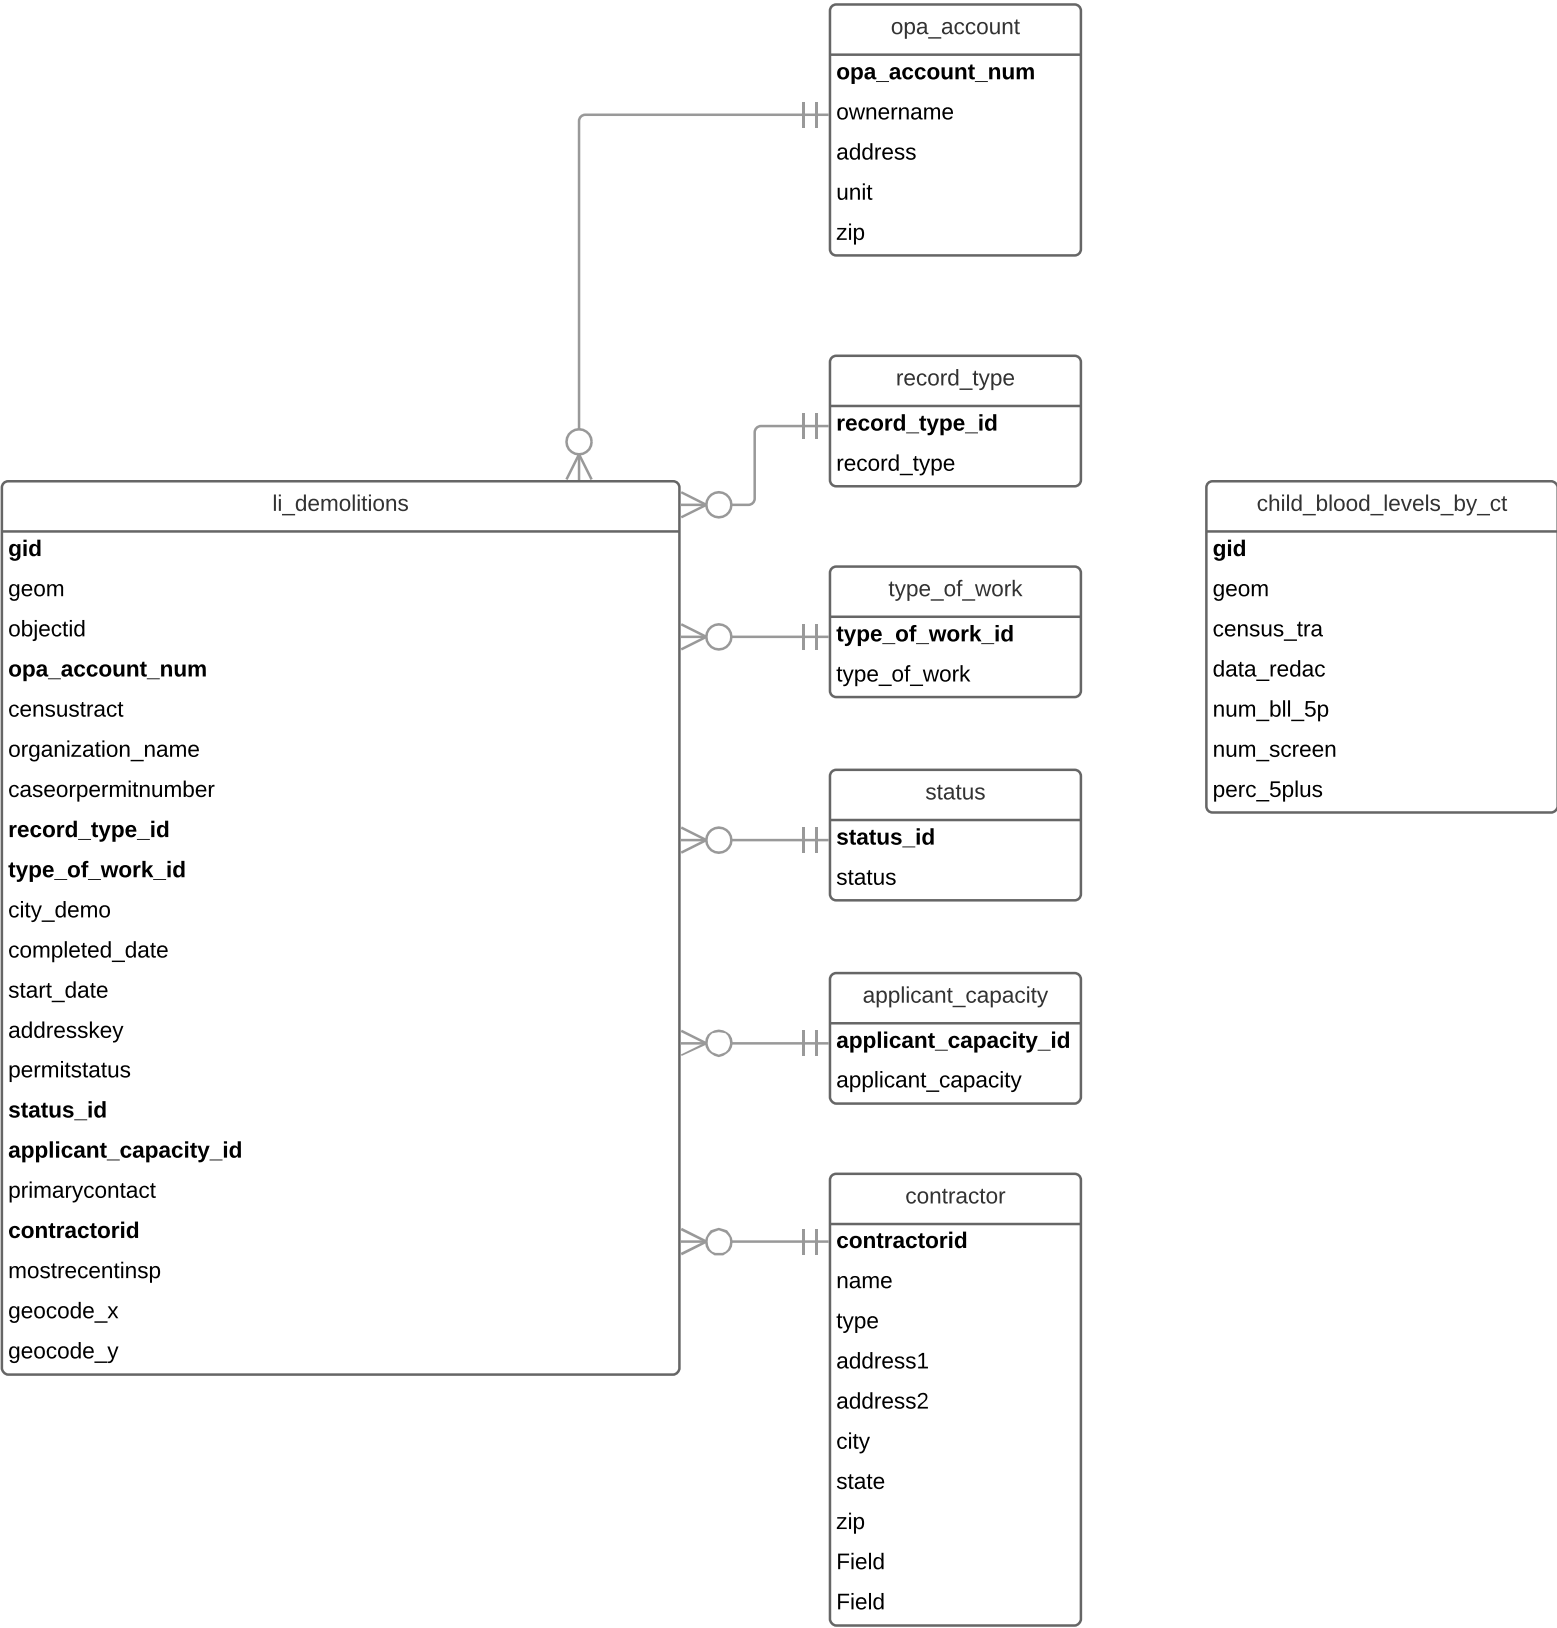 opa_account
opa_account_num
ownername
address
unit
zip
record_type
record_type_id
record_type
li_demolitions
gid
geom
objectid
opa_account_num
censustract
organization_name
caseorpermitnumber
record_type_id
type_of_work_id
city_demo
completed_date
start_date
addresskey
permitstatus
status_id
applicant_capacity_id
primarycontact
contractorid
mostrecentinsp
geocode_x
geocode_y
type_of_work
type_of_work_id
type_of_work
status
status_id
status
applicant_capacity
applicant_capacity_id
applicant_capacity
contractor
contractorid
name
type
address1
address2
city
state
zip
Field
Field
child_blood_levels_by_ct
gid
geom
census_tra
data_redac
num_bll_5p
num_screen
perc_5plus